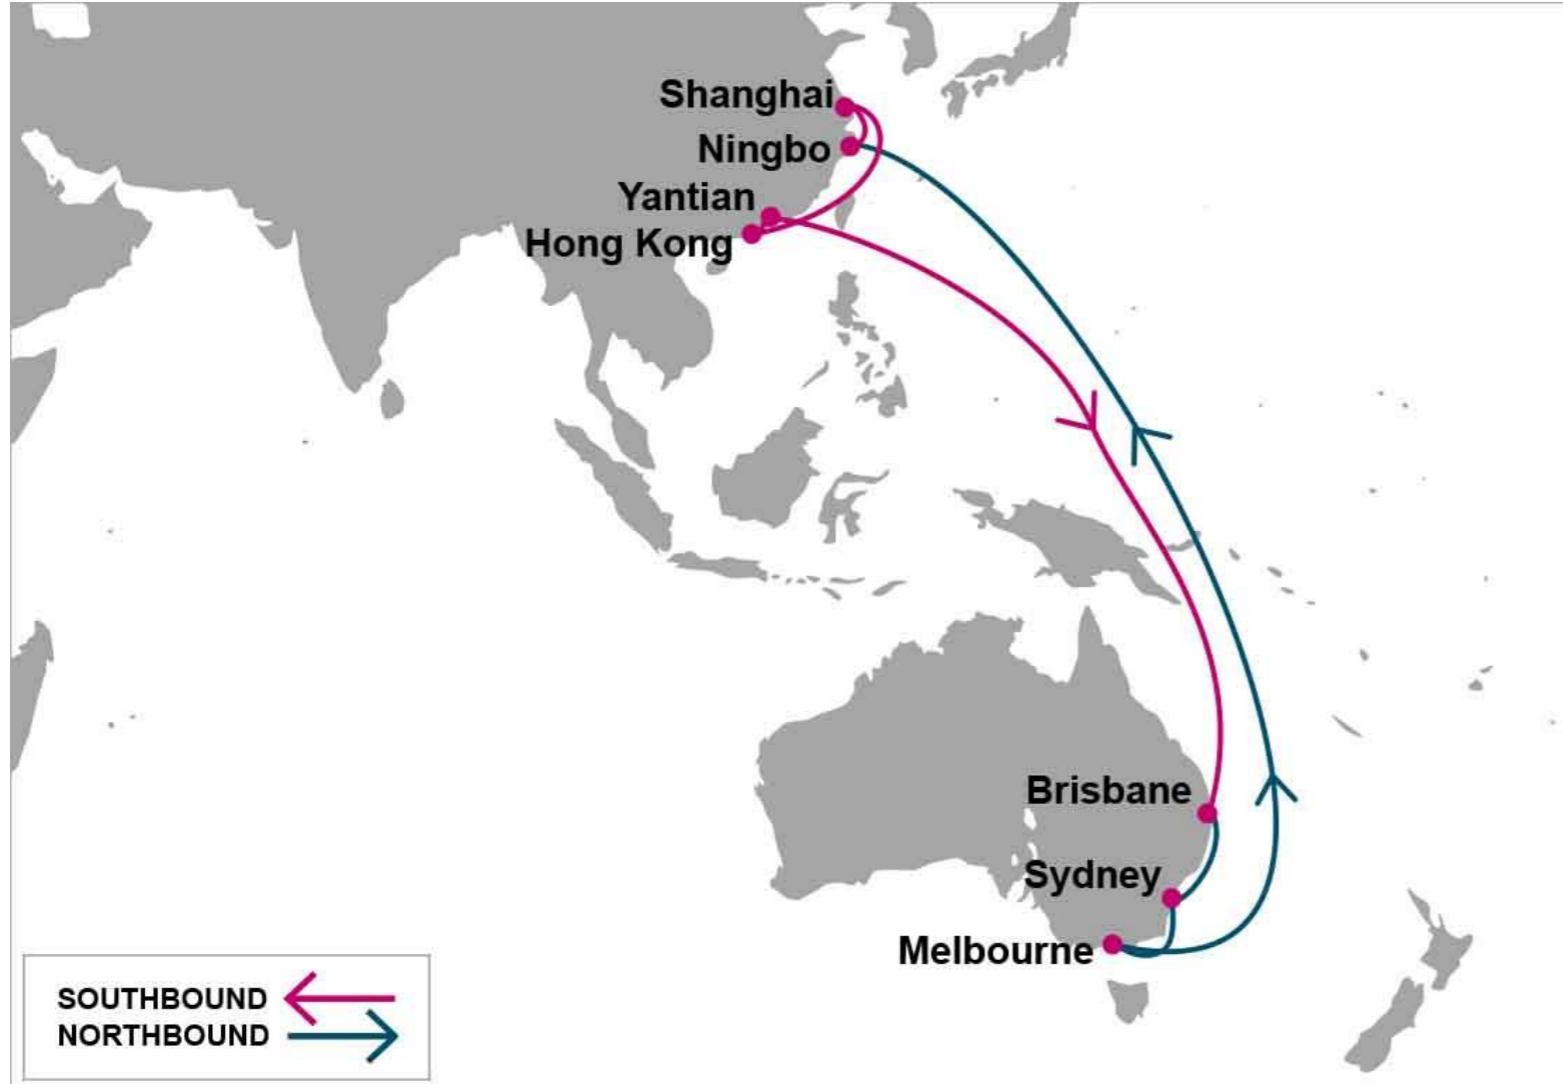 Shanghai
Ningbo
Yantian
Hong Kong
Brisbane
Sydney
Melbourne
SOUTHBOUND
NORTHBOUND